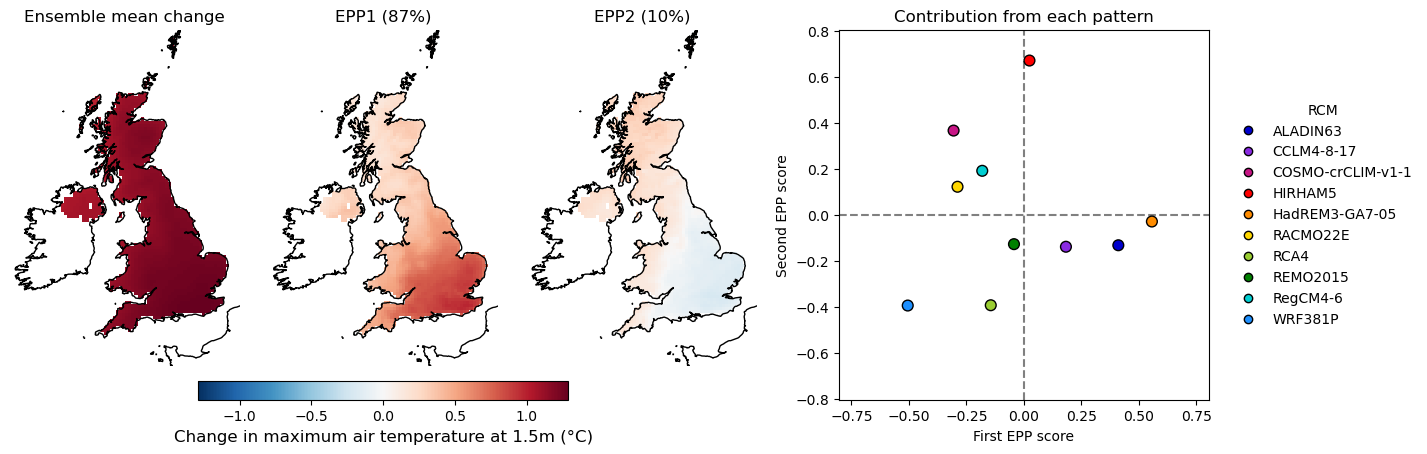 Ensemble mean change
EPP1 (87%)
EPP2 (10%)
−1.0 −0.5 0.0 0.5 1.0
Change in maximum air temperature at 1.5m (°C)
Contribution from each pattern
Second EPP score
0.8
0.6
0.4
0.2
0.0
−0.2
−0.4
−0.6
−0.8
−0.75 −0.50 −0.25 0.00 0.25 0.50 0.75
First EPP score
RCM
ALADIN63
CCLM4-8-17
COSMO-crCLIM-v1-1
HIRHAM5
HadREM3-GA7-05
RACMO22E
RCA4
REMO2015
RegCM4-6
WRF381P